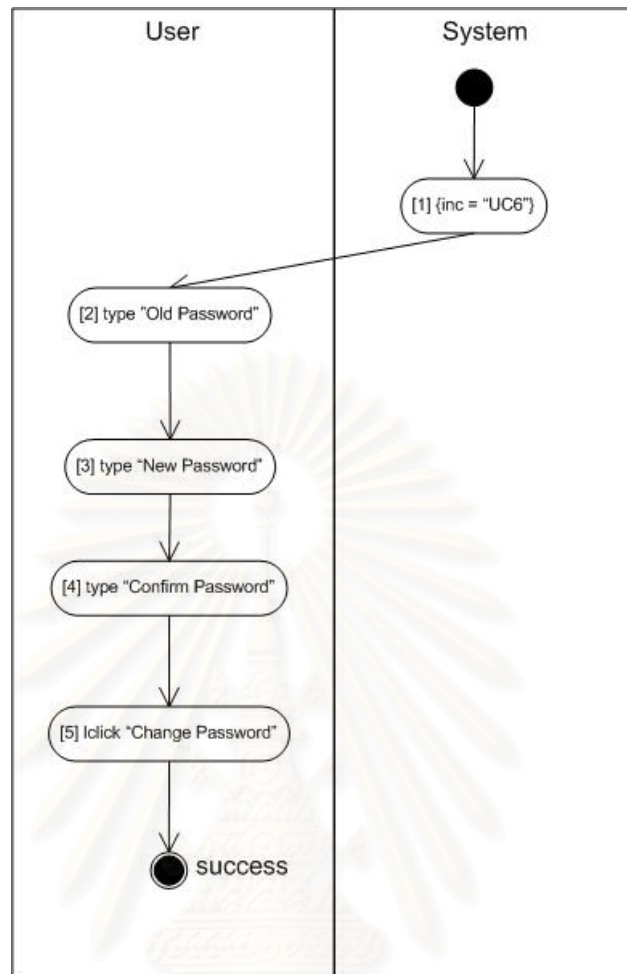 User
System
[1] {inc = “UC6”}
[2] type ”Old Password”
[3] type “New Password”
[4] type “Confirm Password”
[5] lclick “Change Password”
success